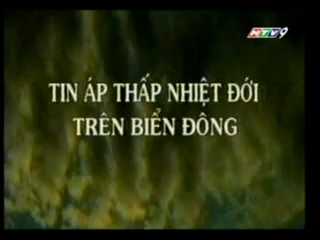 HTV9
TIN ÁP THẤP NHIỆT ĐỚI
TRÊN BIỂN ĐÔNG